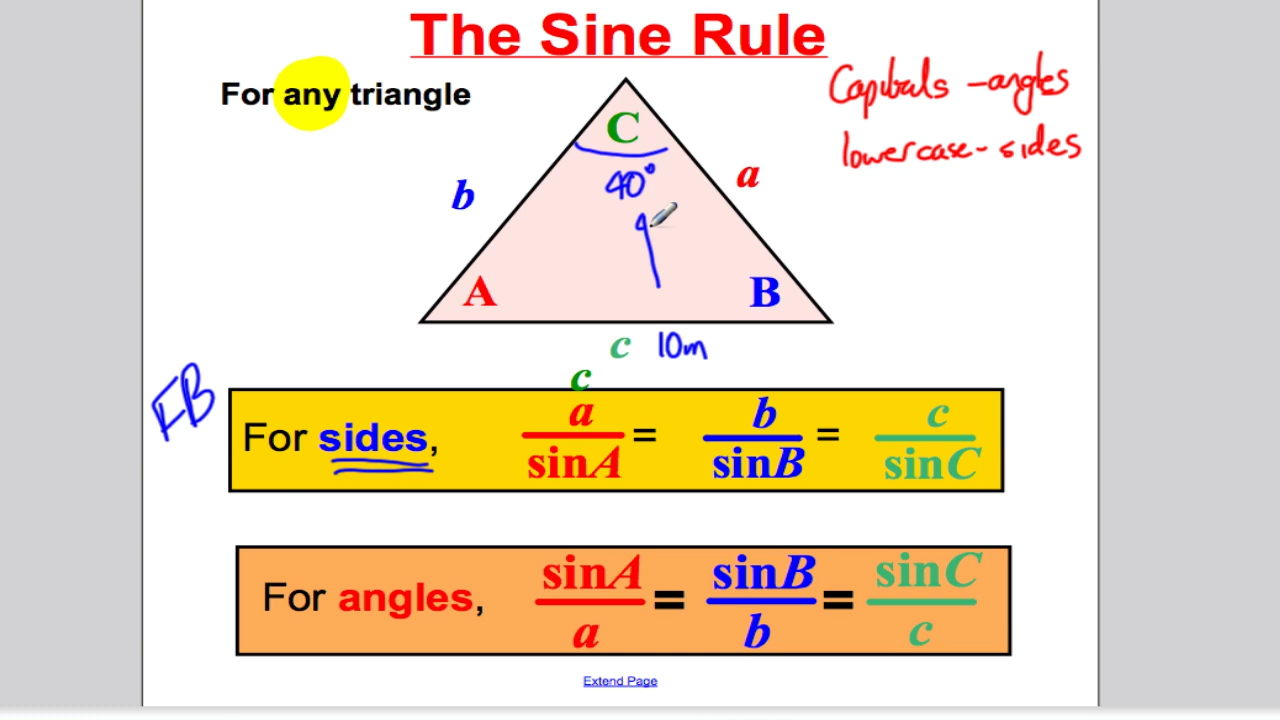 The Sine Rule
For any triangle
Capitals - angles
lowercase - sides
C
40°
b
a
A
B
c 10m
c
FB
For sides, a/sinA = b/sinB = c/sinC
For angles, sinA/a = sinB/b = sinC/c
Extend Page